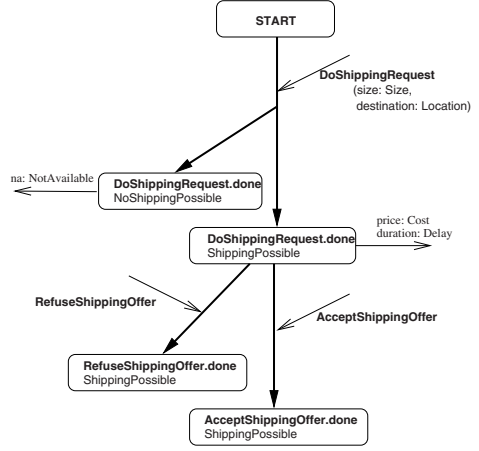 START
DoShippingRequest
(size: Size,
destination: Location)
na: NotAvailable
DoShippingRequest.done
NoShippingPossible
price: Cost
duration: Delay
DoShippingRequest.done
ShippingPossible
RefuseShippingOffer
AcceptShippingOffer
RefuseShippingOffer.done
ShippingPossible
AcceptShippingOffer.done
ShippingPossible